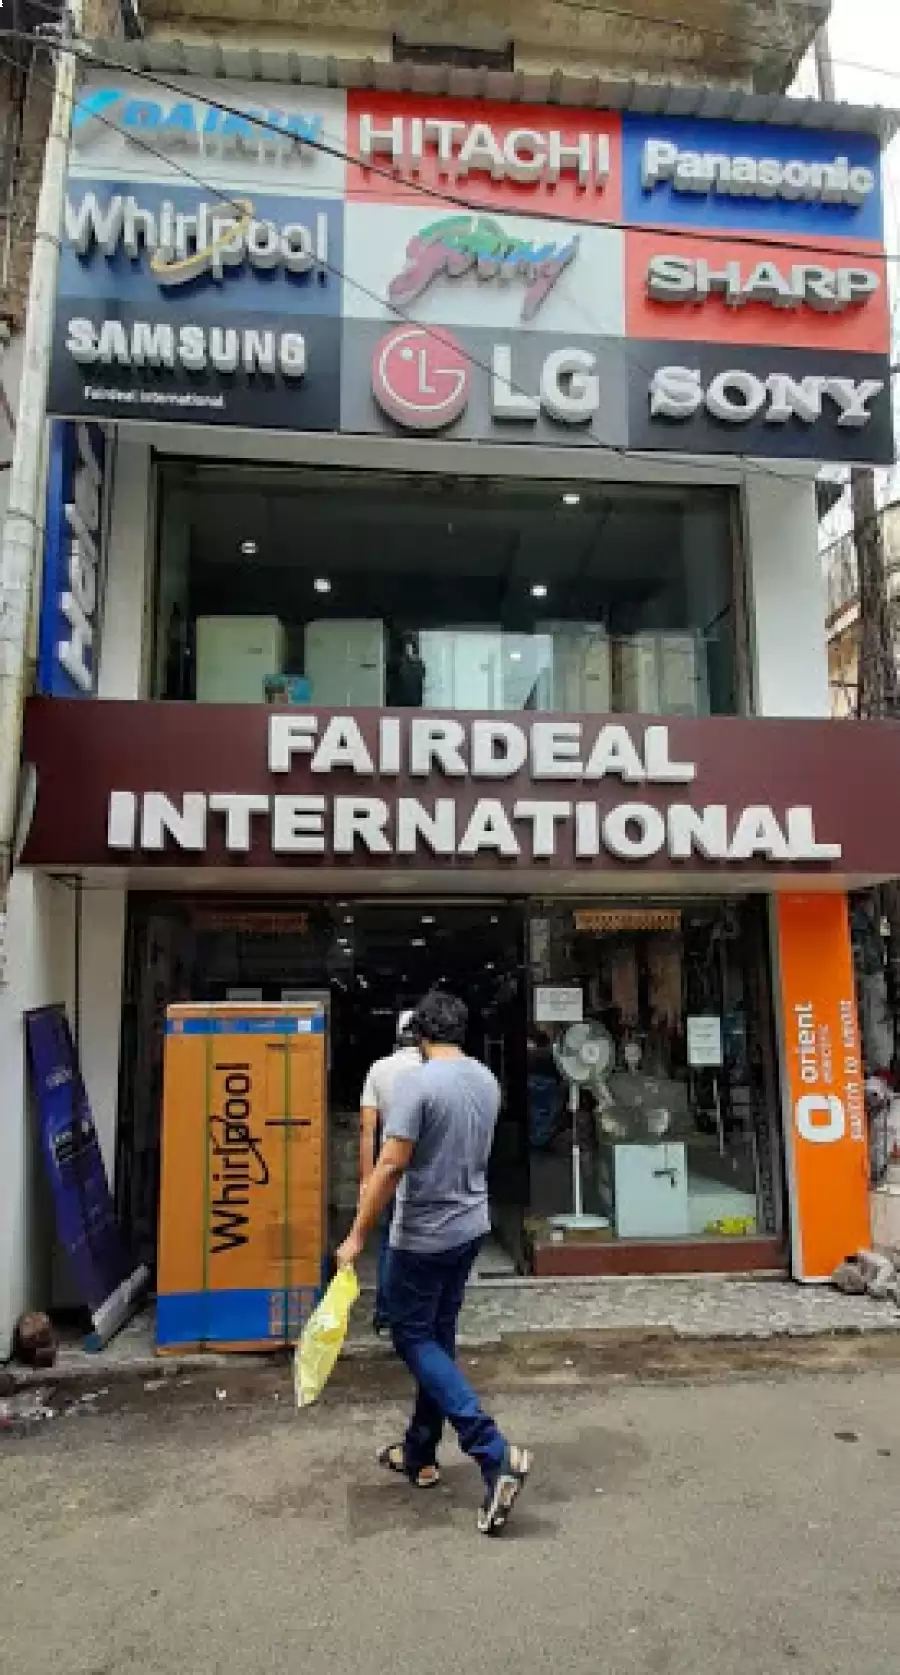 DAIKIN
HITACHI
Panasonic
Whirlpool
Godrej
SHARP
SAMSUNG
Fairdeal International
LG
SONY
FAIRDEAL
INTERNATIONAL
Whirlpool
orient
electric